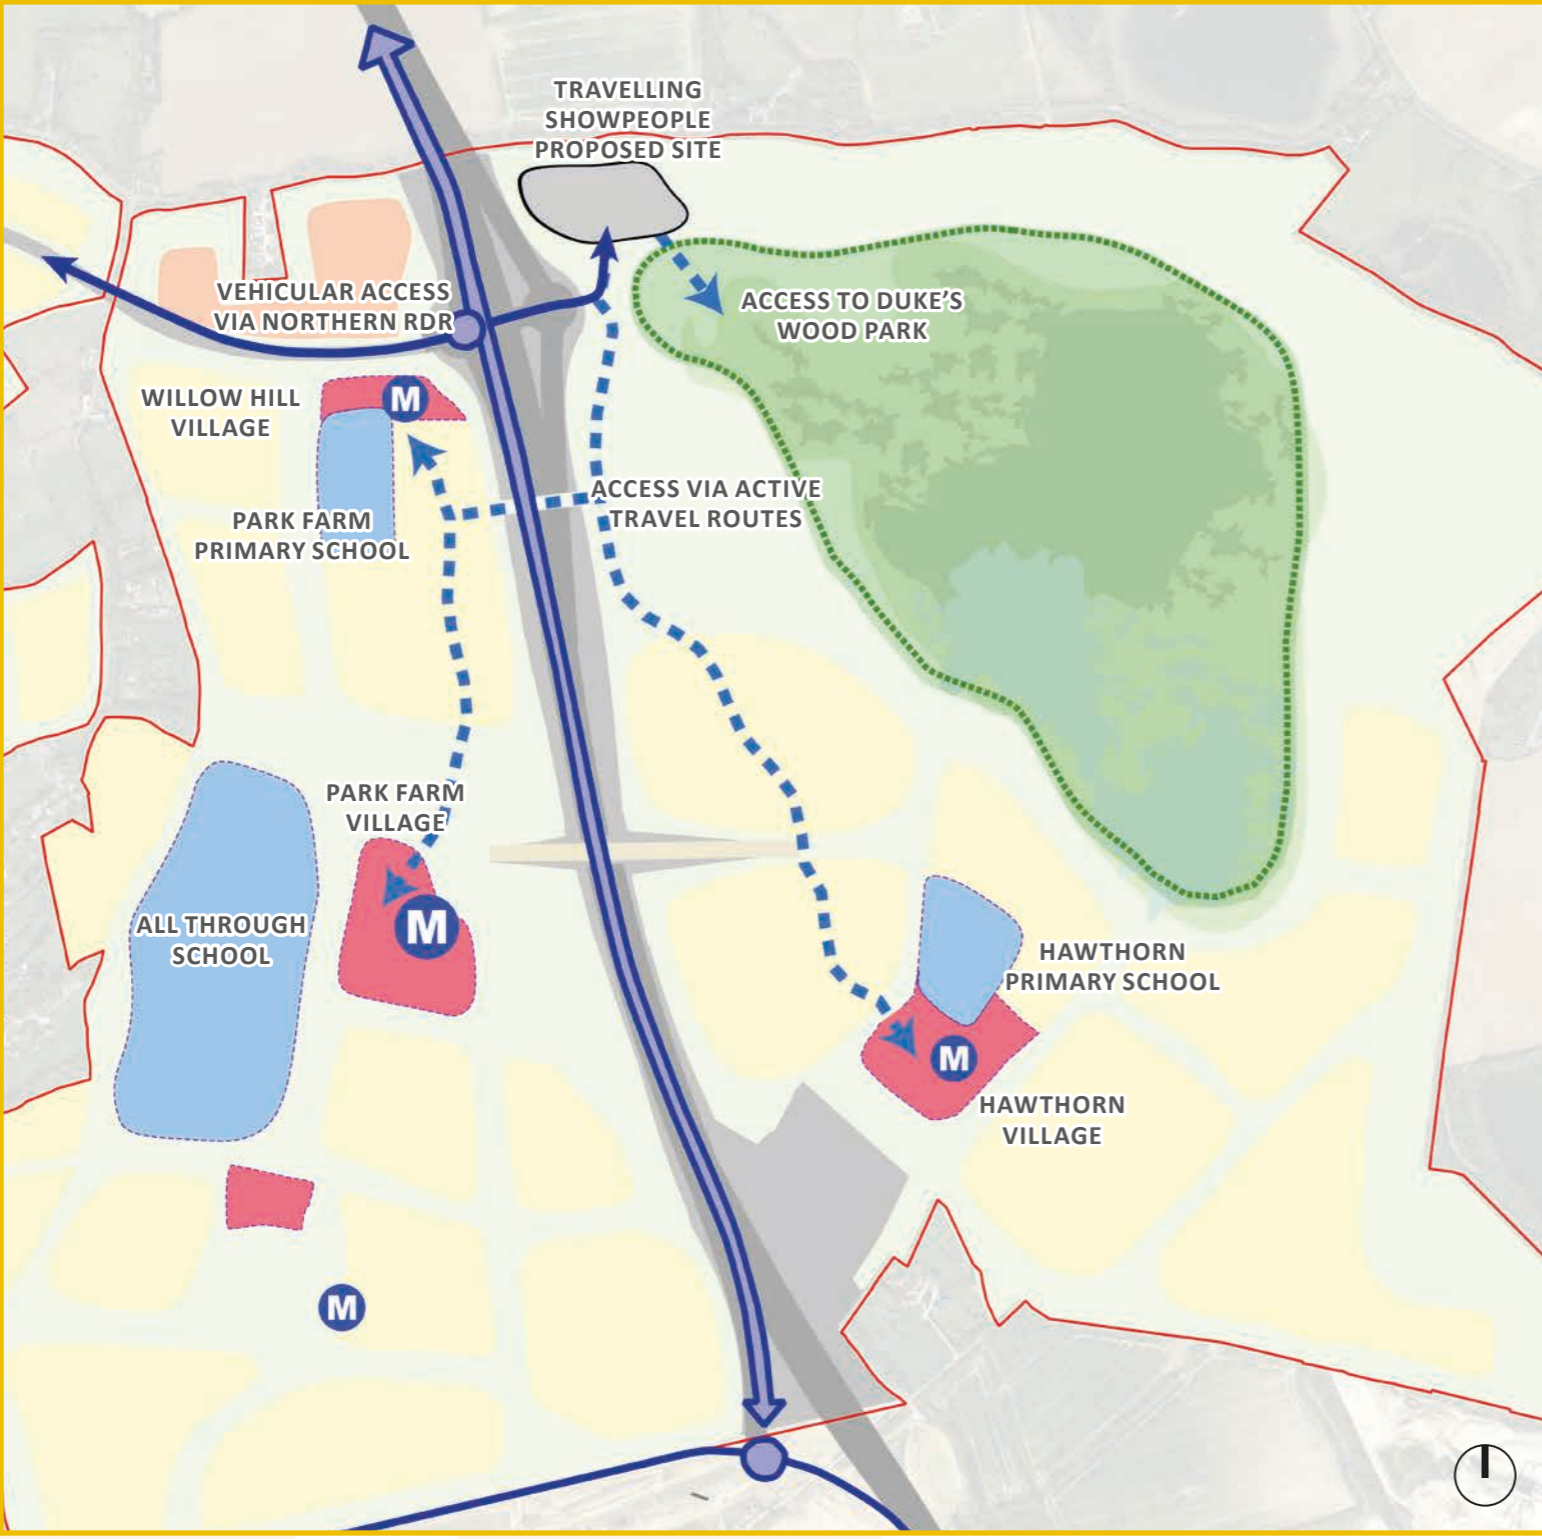 TRAVELLING
SHOWPEOPLE
PROPOSED SITE
VEHICULAR ACCESS
VIA NORTHERN RDR
ACCESS TO DUKE'S
WOOD PARK
WILLOW HILL
VILLAGE
M
PARK FARM
PRIMARY SCHOOL
ACCESS VIA ACTIVE
TRAVEL ROUTES
PARK FARM
VILLAGE
M
ALL THROUGH
SCHOOL
HAWTHORN
PRIMARY SCHOOL
M
HAWTHORN
VILLAGE
M